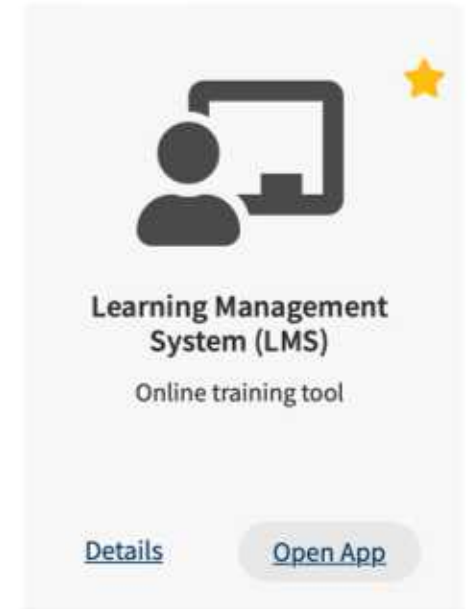 Learning Management
System (LMS)
Online training tool
Details
Open App